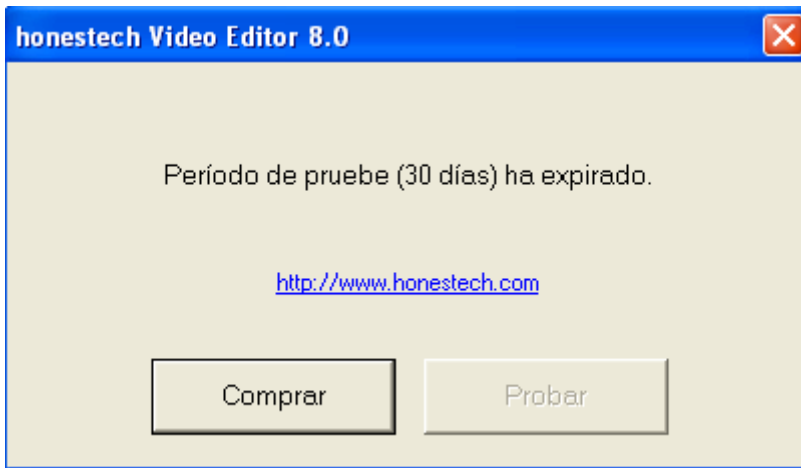 honestech Video Editor 8.0
Período de pruebe (30 días) ha expirado.
http://www.honestech.com
Comprar
Probar